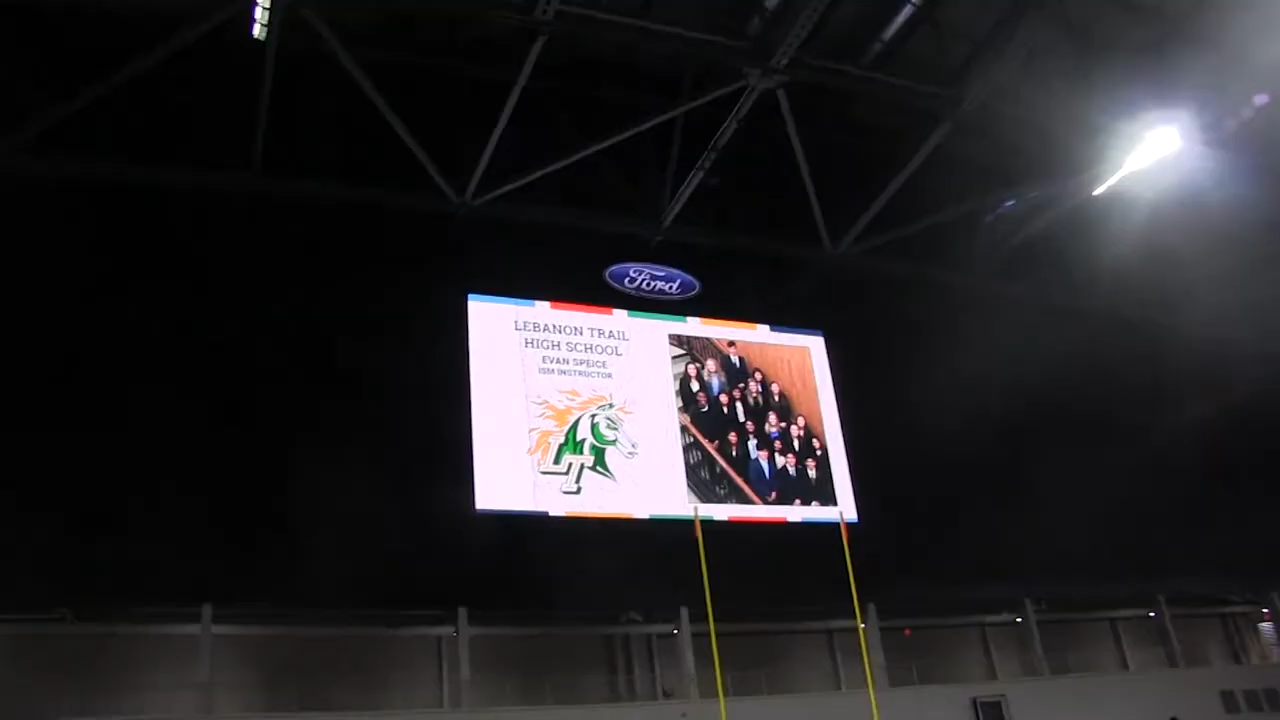 Ford
LEBANON TRAIL
HIGH SCHOOL
EVAN SPEICE
ISM INSTRUCTOR
LT